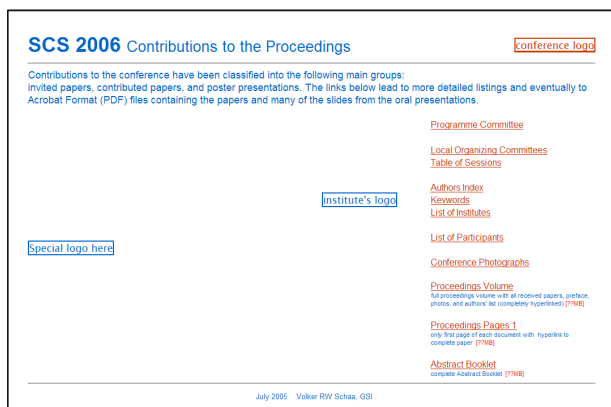 SCS 2006 Contributions to the Proceedings
conference logo
Contributions to the conference have been classified into the following main groups:
invited papers, contributed papers, and poster presentations. The links below lead to more detailed listings and eventually to
Acrobat Format (PDF) files containing the papers and many of the slides from the oral presentations.
Programme Committee
Local Organizing Committees
Table of Sessions
Authors Index
Keywords
institute's logo
List of Institutes
List of Participants
Special logo here
Conference Photographs
Proceedings Volume
full proceedings volume with all received papers, preface,
photos, and authors' list (completely hyperlinked) [??MB]
Proceedings Pages 1
only first page of each document with hyperlink to
complete paper [??MB]
Abstract Booklet
complete Abstract Booklet [??MB]
July 2005 Volker RW Schaa, GSI